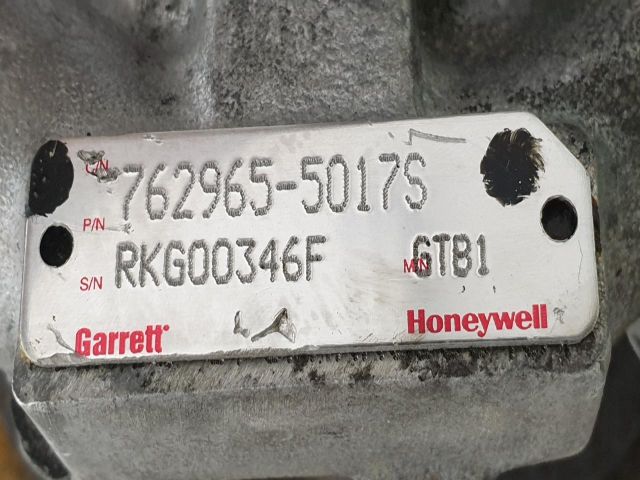 C/N
P/N 762965-5017S
S/N RKG00346F M/N GTB1
Garrett Honeywell